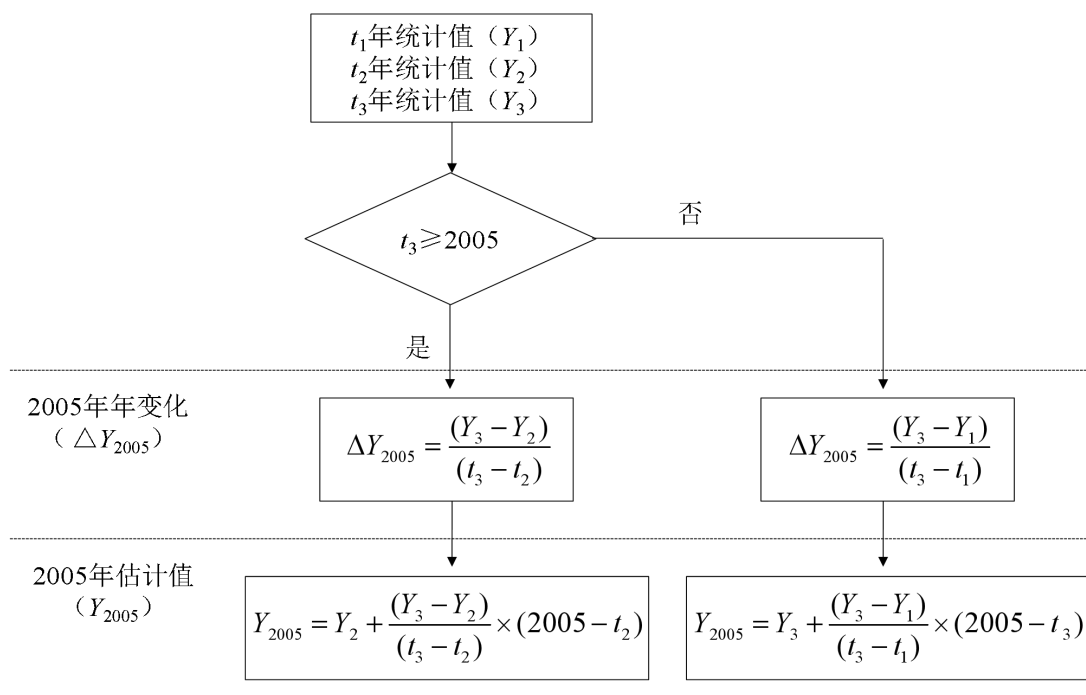 t₁年统计值（Y₁）
t₂年统计值（Y₂）
t₃年统计值（Y₃）
t₃≥2005
否
是
2005年年变化
（△Y₂₀₀₅）
ΔY₂₀₀₅ = (Y₃ − Y₂) / (t₃ − t₂)
ΔY₂₀₀₅ = (Y₃ − Y₁) / (t₃ − t₁)
2005年估计值
（Y₂₀₀₅）
Y₂₀₀₅ = Y₂ + (Y₃ − Y₂) / (t₃ − t₂) × (2005 − t₂)
Y₂₀₀₅ = Y₃ + (Y₃ − Y₁) / (t₃ − t₁) × (2005 − t₃)